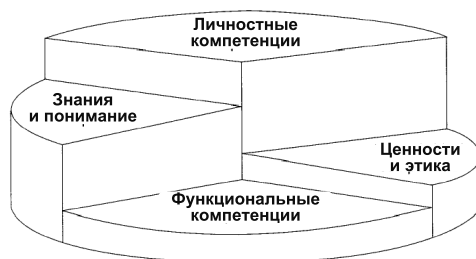 Личностные
компетенции
Знания
и понимание
Ценности
и этика
Функциональные
компетенции